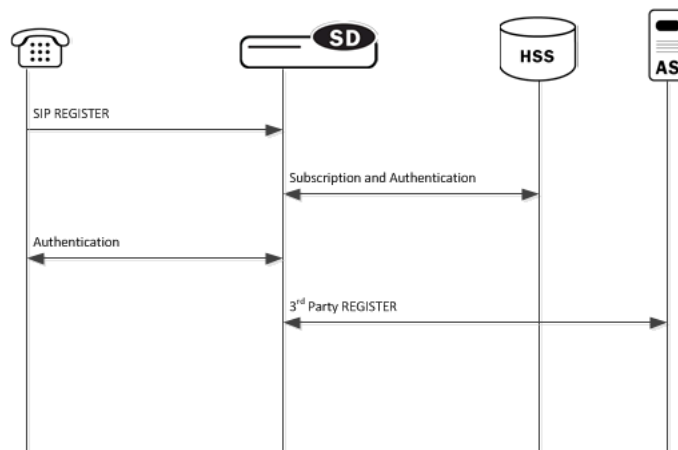 SD
HSS
AS
SIP REGISTER
Subscription and Authentication
Authentication
3rd Party REGISTER